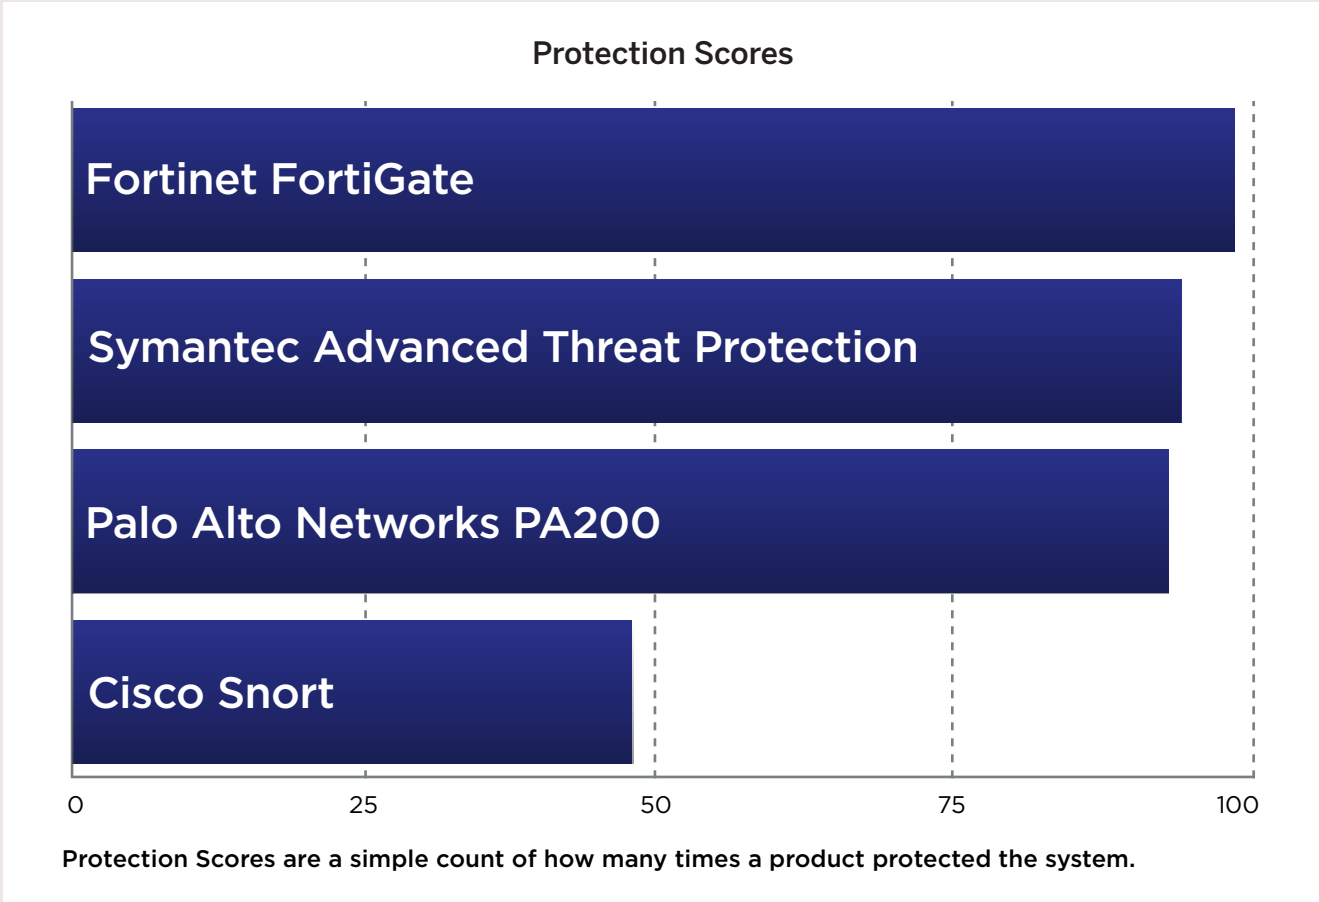 Protection Scores
Fortinet FortiGate
Symantec Advanced Threat Protection
Palo Alto Networks PA200
Cisco Snort
0 25 50 75 100
Protection Scores are a simple count of how many times a product protected the system.